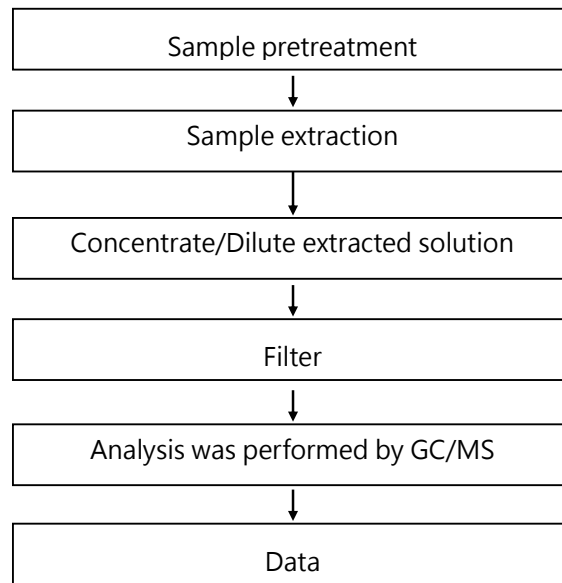 Sample pretreatment
Sample extraction
Concentrate/Dilute extracted solution
Filter
Analysis was performed by GC/MS
Data